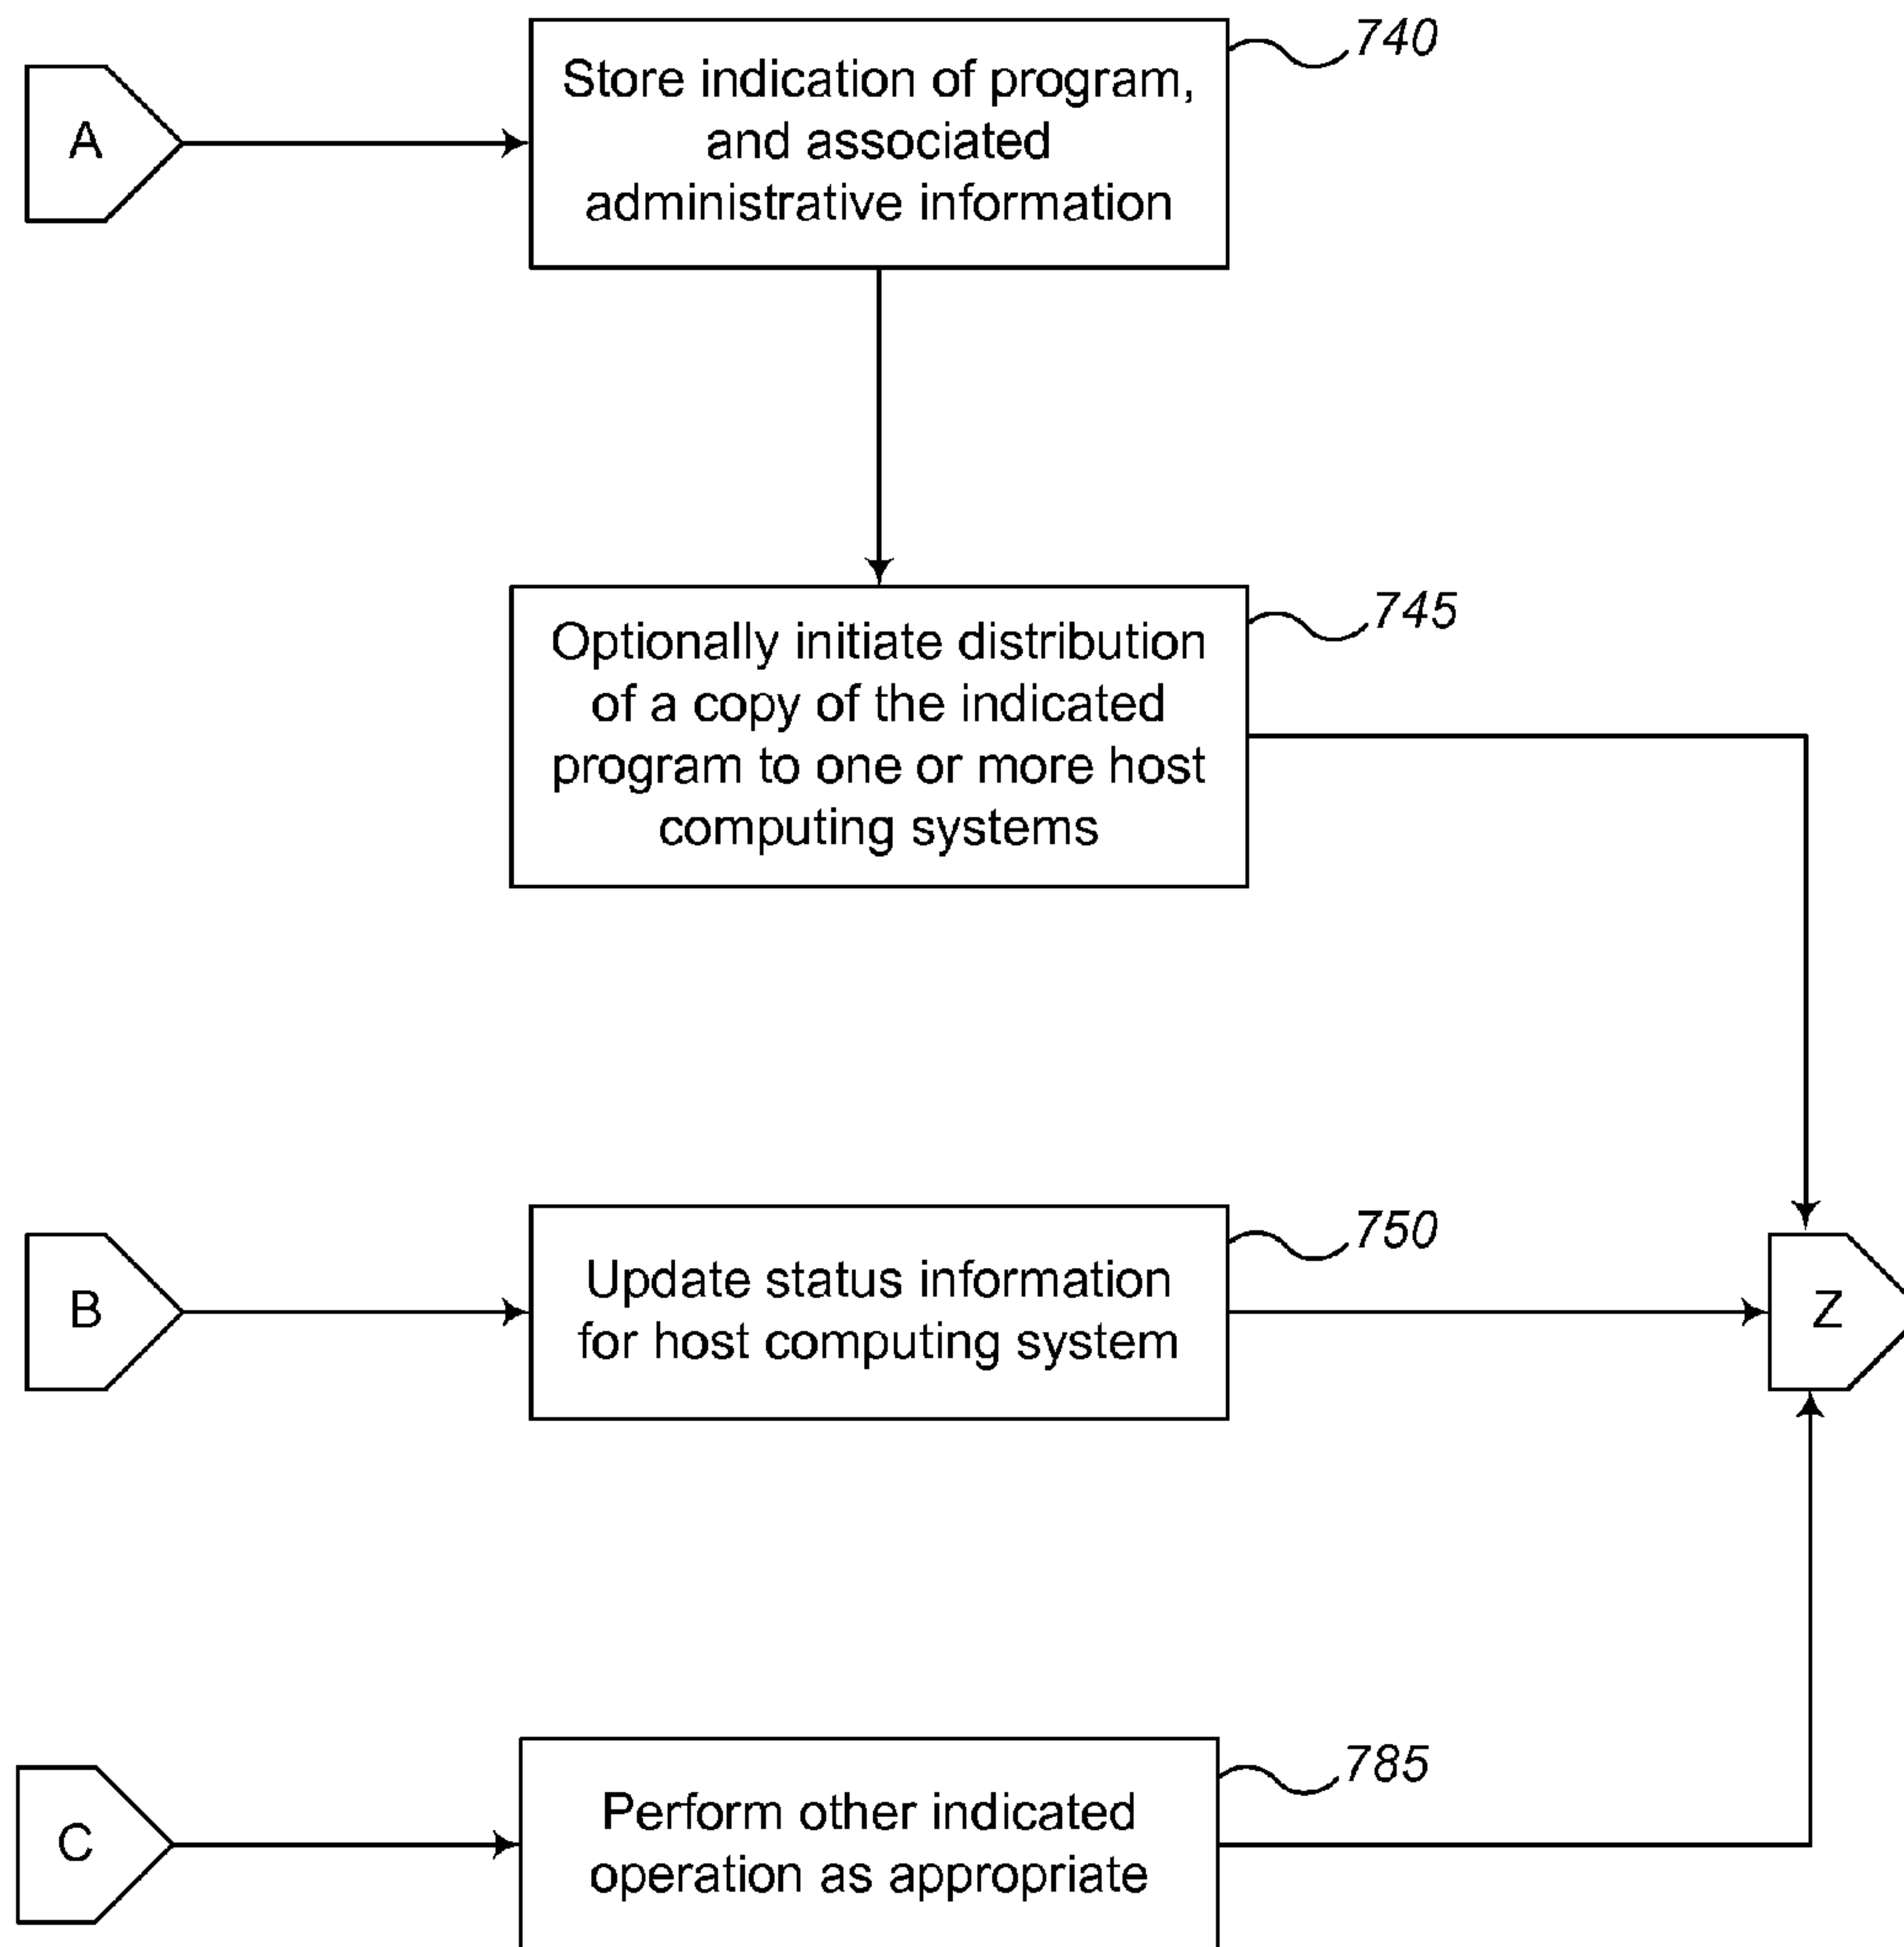 740
A
Store indication of program,
and associated
administrative information
745
Optionally initiate distribution
of a copy of the indicated
program to one or more host
computing systems
750
B
Update status information
for host computing system
Z
785
C
Perform other indicated
operation as appropriate